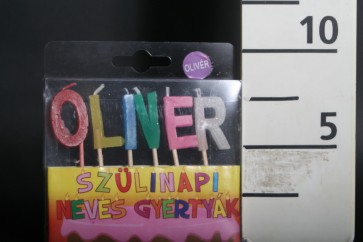 OLIVÉR
OLIVER
SZÜLINAPI
NEVES GYERTYÁK
10
5